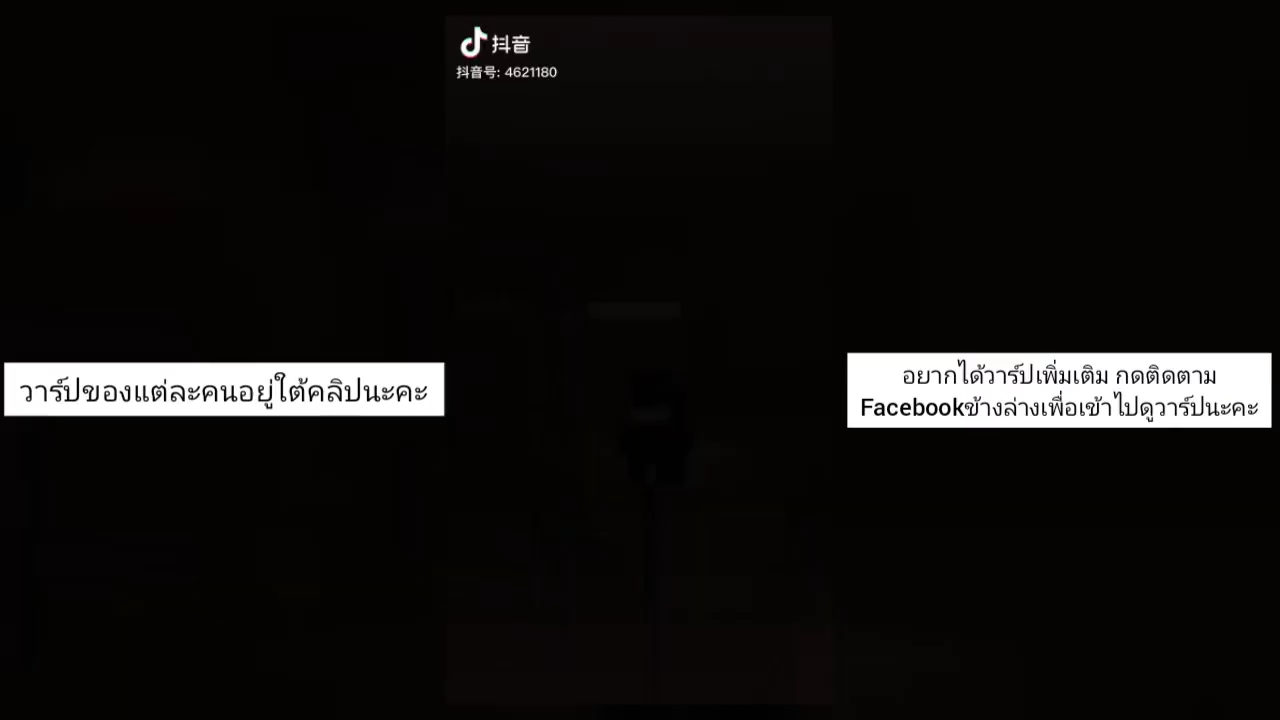 抖音
抖音号: 4621180
วาร์ปของแต่ละคนอยู่ใต้คลิปนะคะ
อยากได้วาร์ปเพิ่มเติม กดติดตาม
Facebookข้างล่างเพื่อเข้าไปดูวาร์ปนะคะ